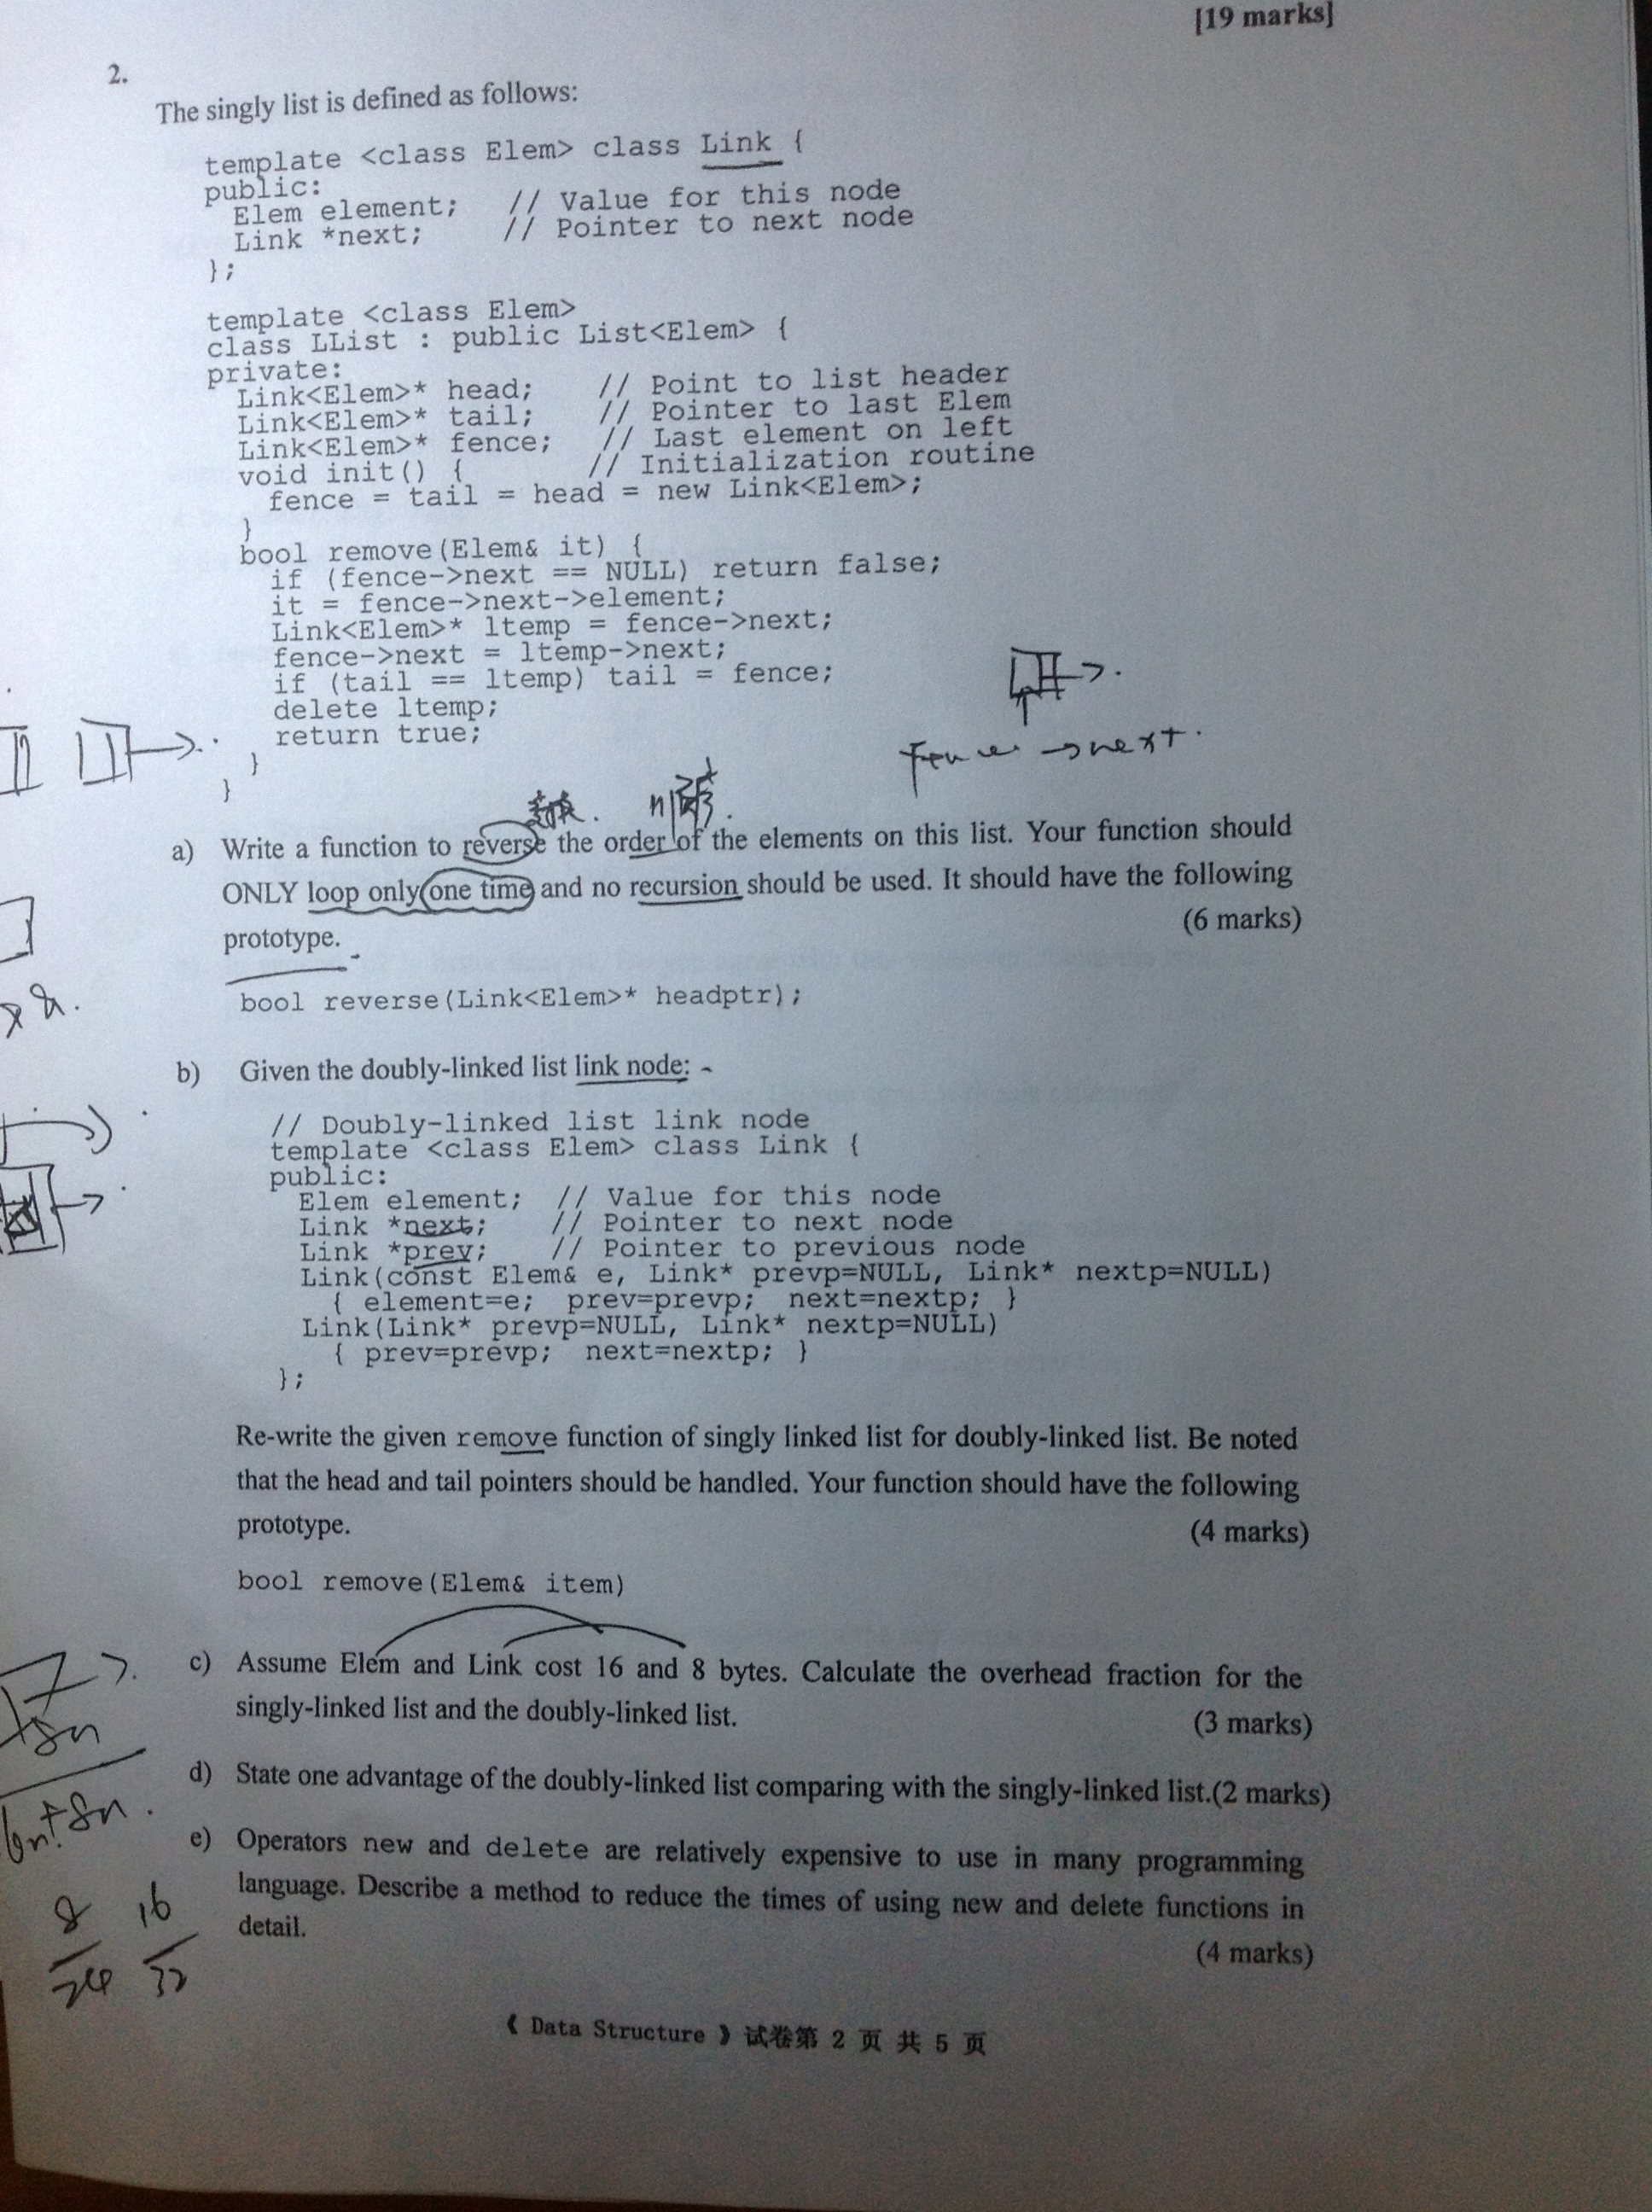 [19 marks]
2.
The singly list is defined as follows:
template <class Elem> class Link {
public:
Elem element; // Value for this node
Link *next; // Pointer to next node
};
template <class Elem>
class LList : public List<Elem> {
private:
Link<Elem>* head; // Point to list header
Link<Elem>* tail; // Pointer to last Elem
Link<Elem>* fence; // Last element on left
void init() { // Initialization routine
fence = tail = head = new Link<Elem>;
}
bool remove(Elem& it) {
if (fence->next == NULL) return false;
it = fence->next->element;
Link<Elem>* ltemp = fence->next;
fence->next = ltemp->next;
if (tail == ltemp) tail = fence;
delete ltemp;
return true;
}
}
fence →next.
a) Write a function to reverse the order of the elements on this list. Your function should
ONLY loop only one time and no recursion should be used. It should have the following
prototype. (6 marks)
bool reverse(Link<Elem>* headptr);
b) Given the doubly-linked list link node:
// Doubly-linked list link node
template <class Elem> class Link {
public:
Elem element; // Value for this node
Link *next; // Pointer to next node
Link *prev; // Pointer to previous node
Link(const Elem& e, Link* prevp=NULL, Link* nextp=NULL)
{ element=e; prev=prevp; next=nextp; }
Link(Link* prevp=NULL, Link* nextp=NULL)
{ prev=prevp; next=nextp; }
};
Re-write the given remove function of singly linked list for doubly-linked list. Be noted
that the head and tail pointers should be handled. Your function should have the following
prototype. (4 marks)
bool remove(Elem& item)
c) Assume Elem and Link cost 16 and 8 bytes. Calculate the overhead fraction for the
singly-linked list and the doubly-linked list. (3 marks)
+8n
d) State one advantage of the doubly-linked list comparing with the singly-linked list.(2 marks)
+8n.
e) Operators new and delete are relatively expensive to use in many programming
language. Describe a method to reduce the times of using new and delete functions in
detail. (4 marks)
8 16
24 32
《 Data Structure 》试卷第 2 页 共 5 页